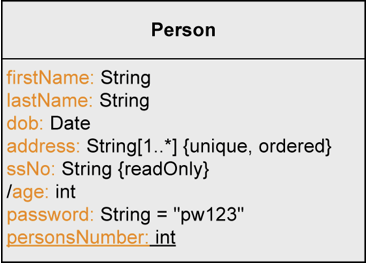 Person
firstName: String
lastName: String
dob: Date
address: String[1..*] {unique, ordered}
ssNo: String {readOnly}
/age: int
password: String = "pw123"
personsNumber: int